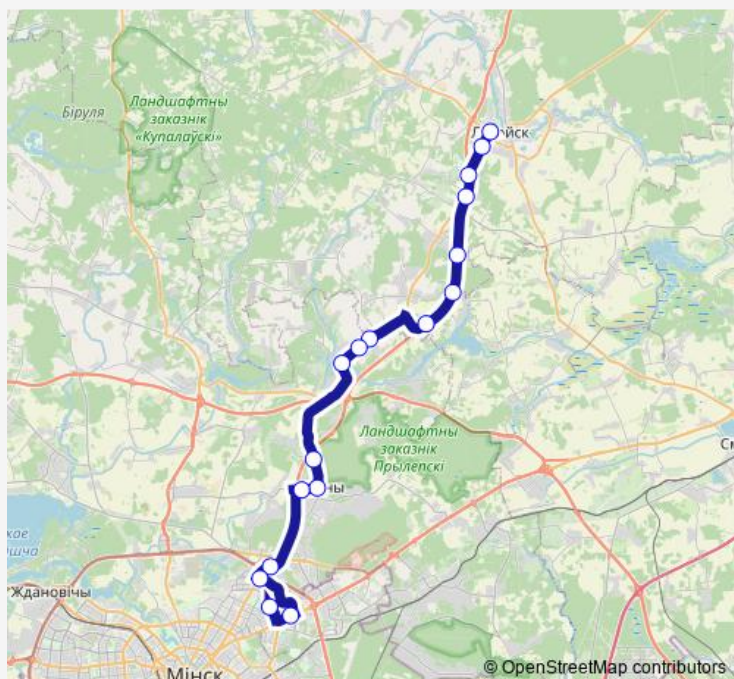 Ландшафтны
заказнік
«Купалаўскі»
Біруля
Ландшафтны
заказнік
Прылепскі
Ждановічы
Мінск
© OpenStreetMap contributors